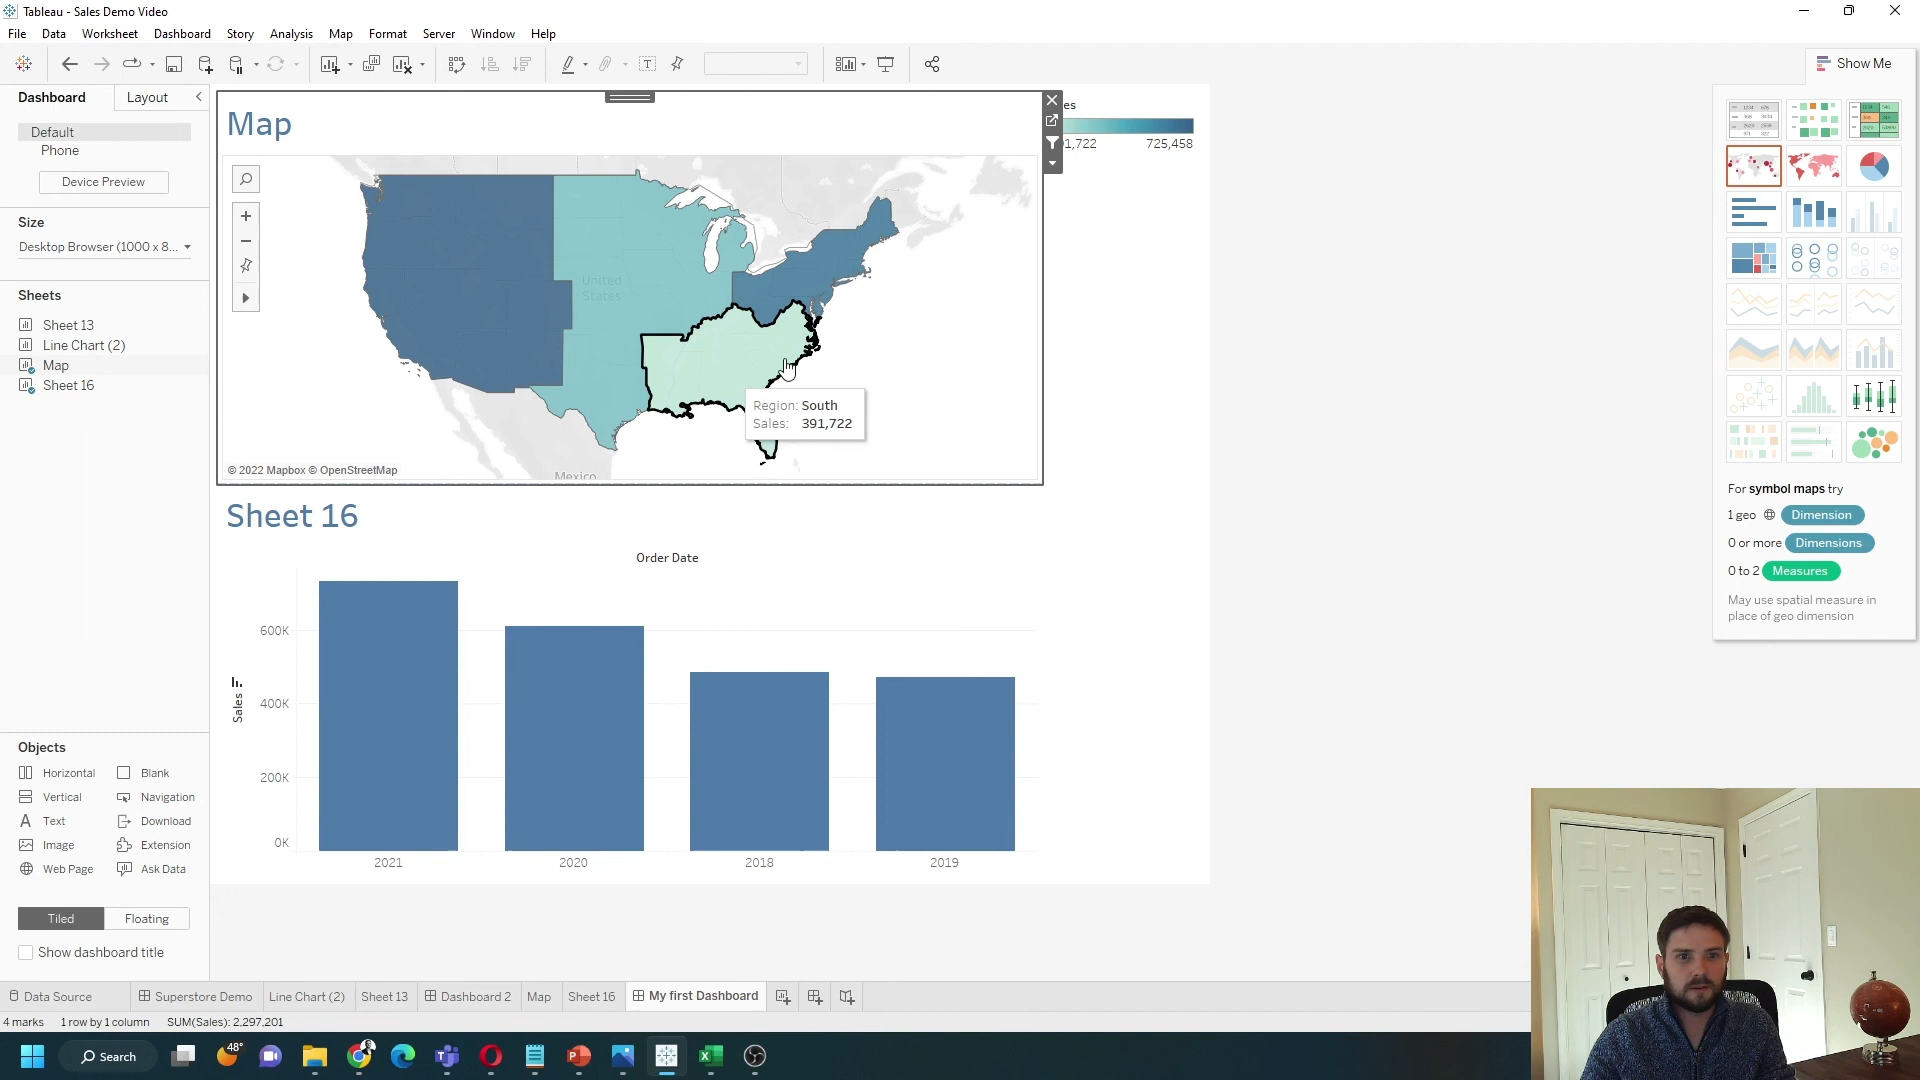 Tableau - Sales Demo Video
File Data Worksheet Dashboard Story Analysis Map Format Server Window Help
Show Me
Dashboard Layout
Default
Phone
Device Preview
Size
Desktop Browser (1000 x 8...
Sheets
Sheet 13
Line Chart (2)
Map
Sheet 16
Objects
Horizontal Blank
Vertical Navigation
Text Download
Image Extension
Web Page Ask Data
Tiled Floating
Show dashboard title
Map
United
States
Mexico
Region: South
Sales: 391,722
© 2022 Mapbox © OpenStreetMap
es
91,722 725,458
Sheet 16
Order Date
Sales
600K
400K
200K
0K
2021 2020 2018 2019
For symbol maps try
1 geo Dimension
0 or more Dimensions
0 to 2 Measures
May use spatial measure in
place of geo dimension
Data Source Superstore Demo Line Chart (2) Sheet 13 Dashboard 2 Map Sheet 16 My first Dashboard
4 marks 1 row by 1 column SUM(Sales): 2,297,201
Search
48°